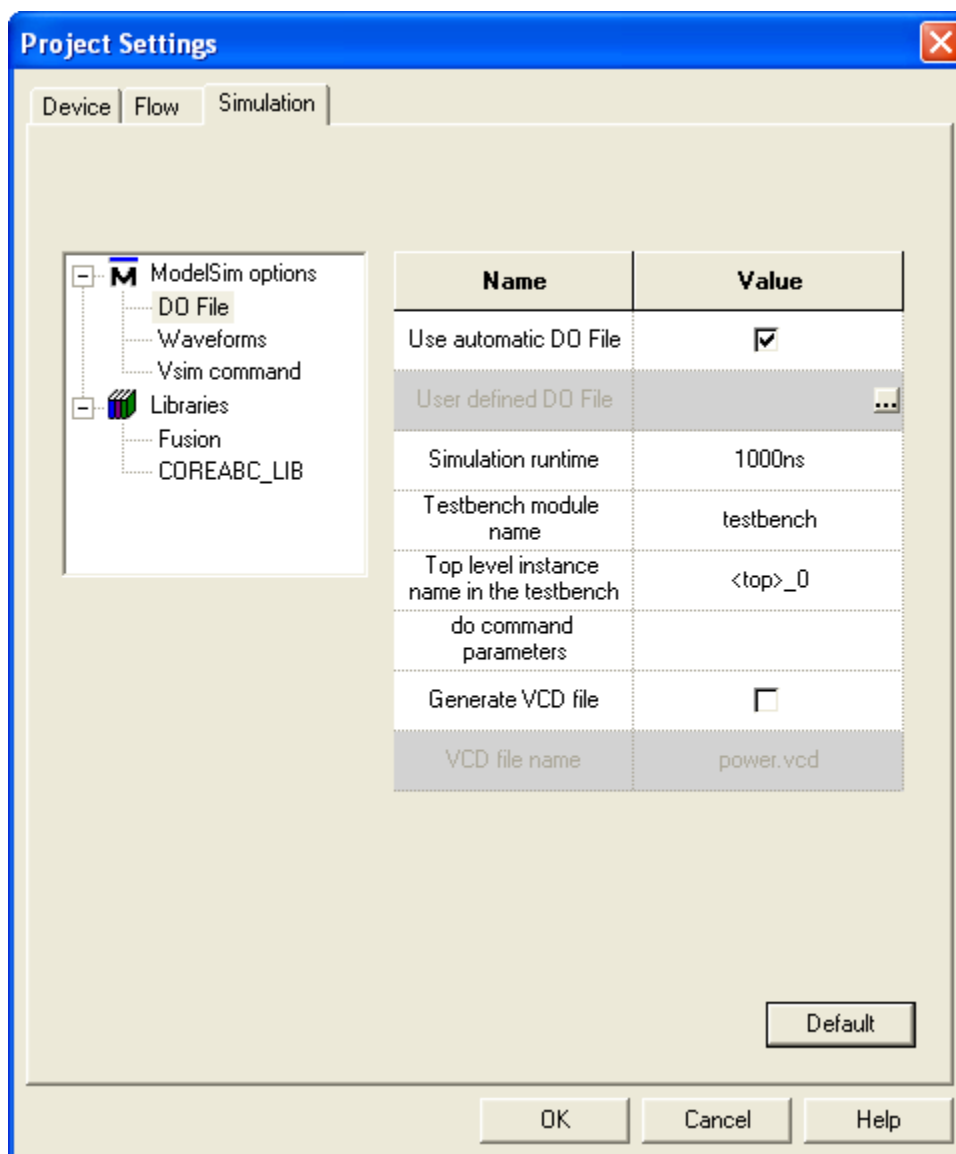 Project Settings
Device Flow Simulation
ModelSim options
DO File
Waveforms
Vsim command
Libraries
Fusion
COREABC_LIB
Name Value
Use automatic DO File
User defined DO File ...
Simulation runtime 1000ns
Testbench module
name testbench
Top level instance
name in the testbench <top>_0
do command
parameters
Generate VCD file
VCD file name power.vcd
Default
OK Cancel Help